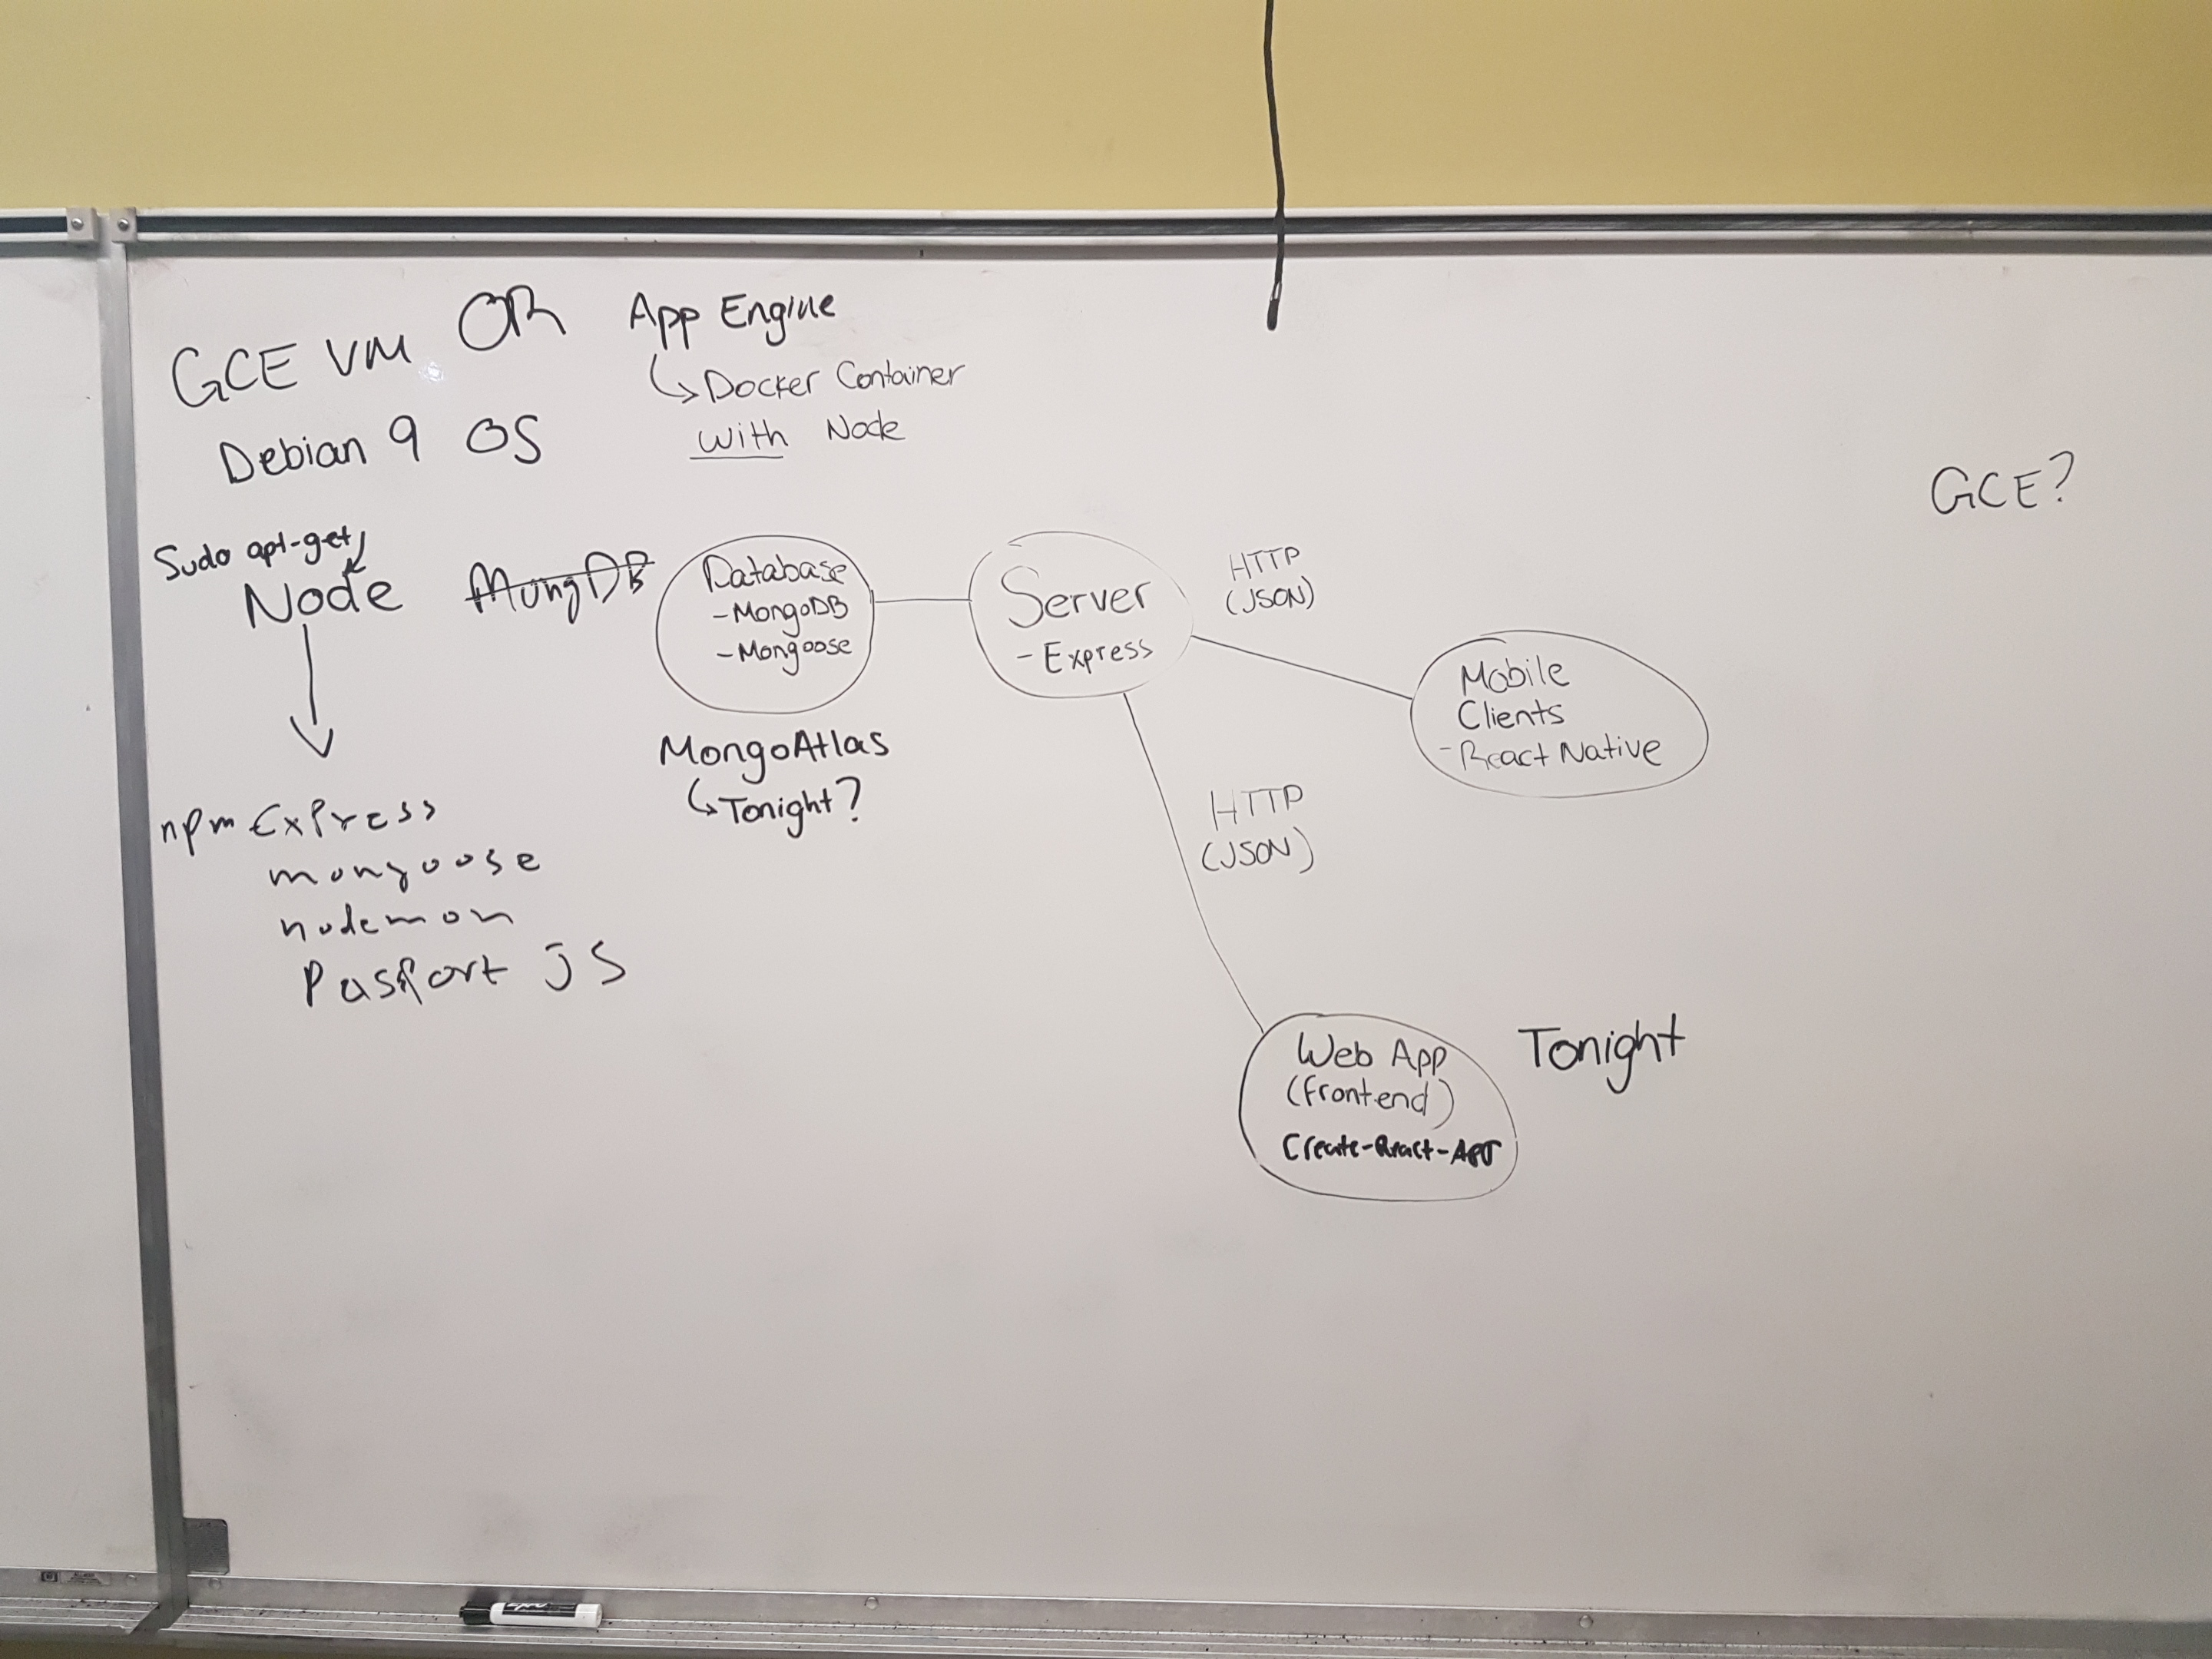 GCE VM OR App Engine
Docker Container
with Node
Debian 9 OS
GCE?
Sudo apt-get
Node
MongDB
Database
- MongoDB
- Mongoose
MongoAtlas
Tonight?
Server
- Express
HTTP
(JSON)
Mobile
Clients
- React Native
HTTP
(JSON)
npm Express
mongoose
nodemon
Passport JS
Web App
(frontend)
Create-React-App
Tonight